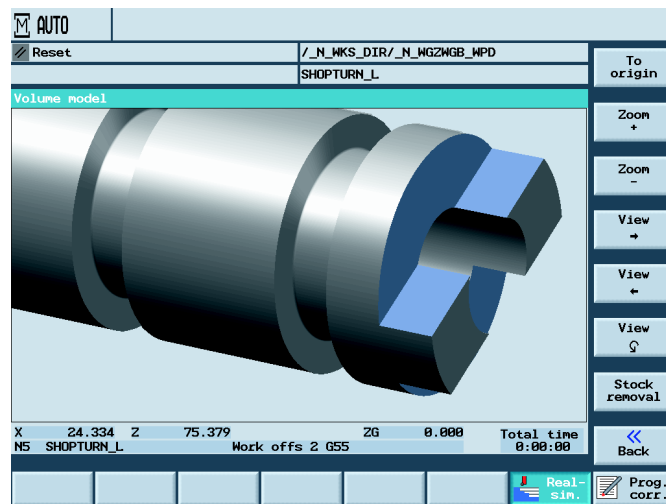 M AUTO
Reset
/_N_WKS_DIR/_N_WGZWGB_WPD
SHOPTURN_L
Volume model
To
origin
Zoom
+
Zoom
-
View
→
View
←
View
Stock
removal
<<
Back
X 24.334 Z 75.379 ZG 0.000 Total time
N5 SHOPTURN_L Work offs 2 G55 0:00:00
Real-
sim.
Prog.
corr.